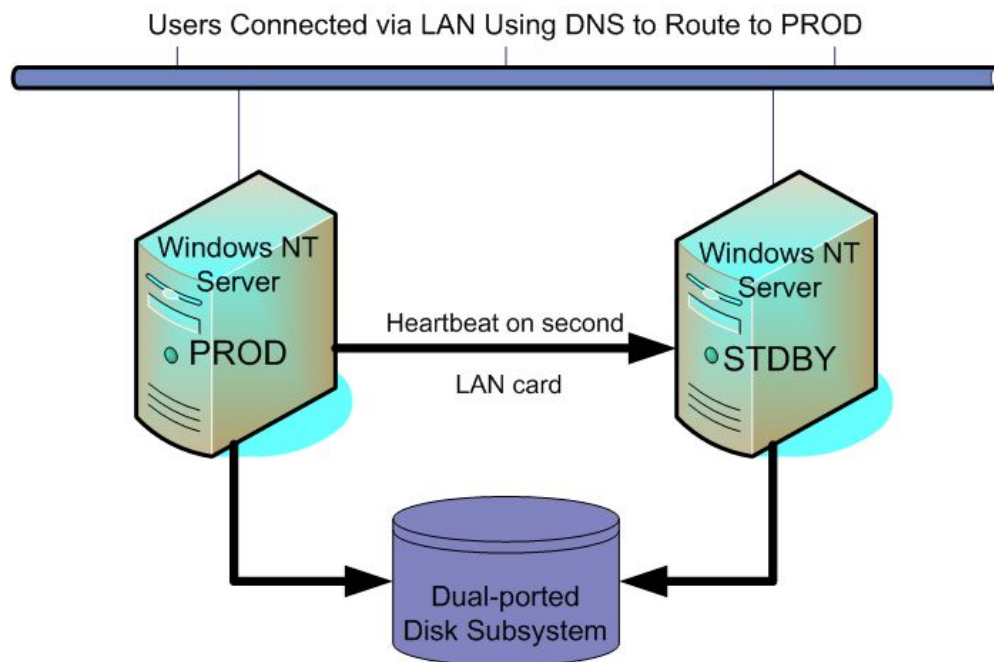 Users Connected via LAN Using DNS to Route to PROD
Windows NT
Server
PROD
Heartbeat on second
LAN card
Windows NT
Server
STDBY
Dual-ported
Disk Subsystem